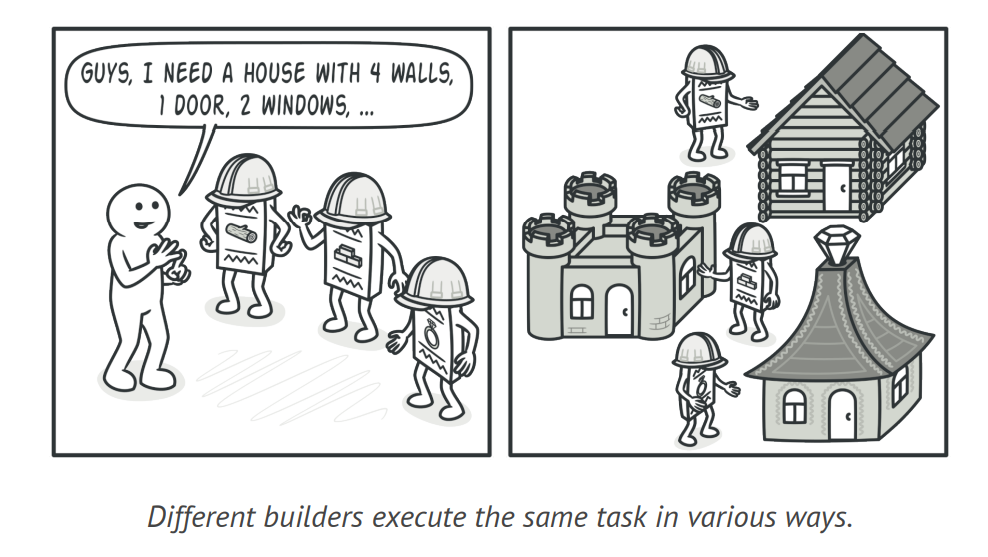 GUYS, I NEED A HOUSE WITH 4 WALLS,
1 DOOR, 2 WINDOWS, ...
Different builders execute the same task in various ways.